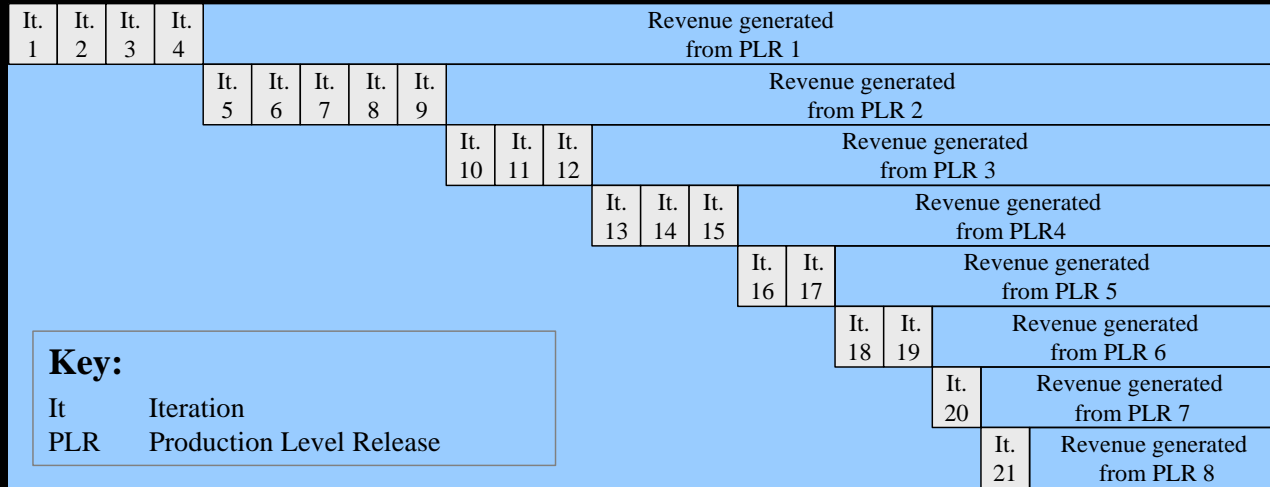 It. It. It. It. Revenue generated
1 2 3 4 from PLR 1
It. It. It. It. It. Revenue generated
5 6 7 8 9 from PLR 2
It. It. It. Revenue generated
10 11 12 from PLR 3
It. It. It. Revenue generated
13 14 15 from PLR4
It. It. Revenue generated
16 17 from PLR 5
It. It. Revenue generated
18 19 from PLR 6
It. Revenue generated
20 from PLR 7
It. Revenue generated
21 from PLR 8
Key:
It Iteration
PLR Production Level Release